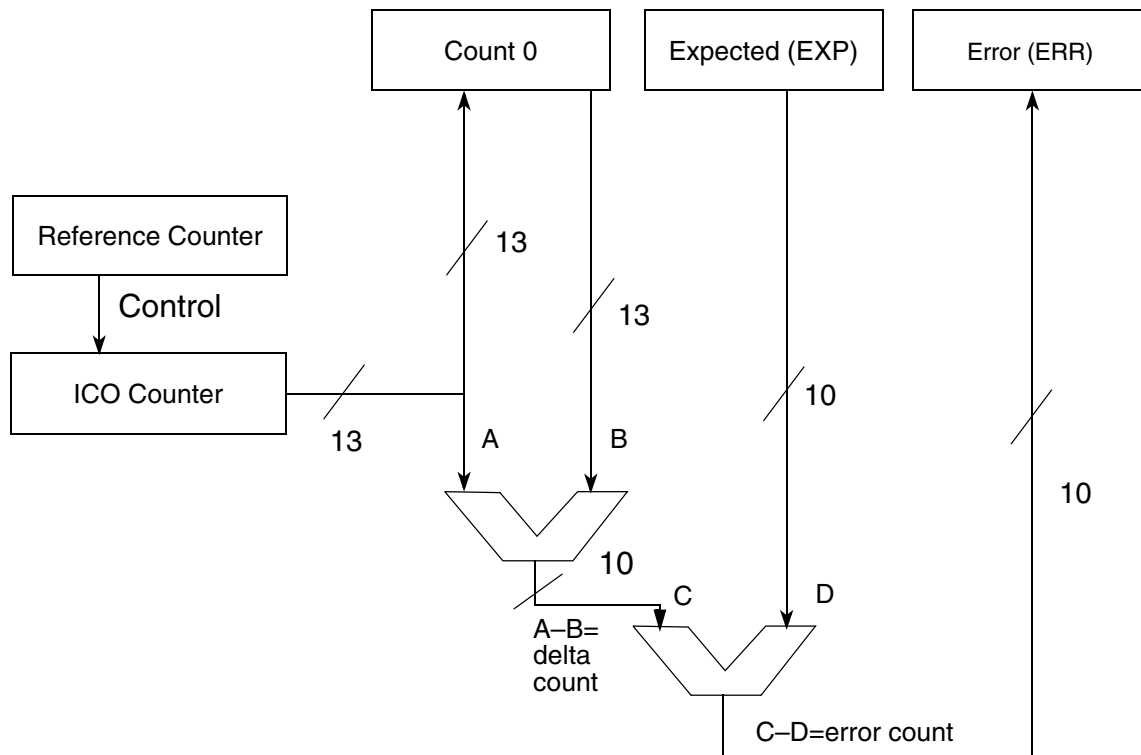 Count 0
Expected (EXP)
Error (ERR)
Reference Counter
13
Control
13
ICO Counter
10
13
A
B
10
10
C
D
A–B=
delta
count
C–D=error count